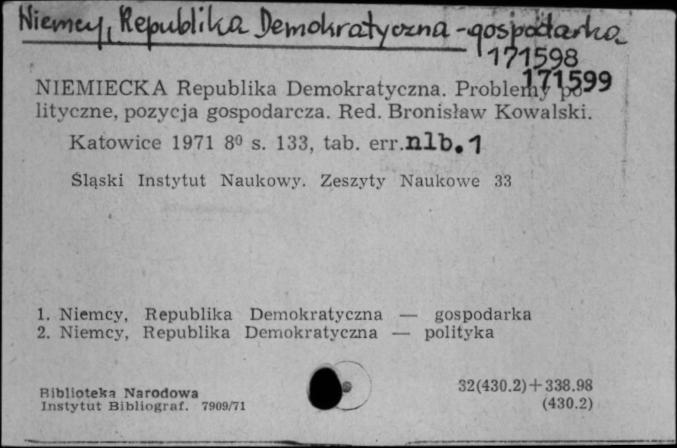 Niemcy, Republika Demokratyczna - gospodarka
171598
171599
NIEMIECKA Republika Demokratyczna. Problemy po-
lityczne, pozycja gospodarcza. Red. Bronisław Kowalski.
Katowice 1971 8º s. 133, tab. err. nlb. 1
Śląski Instytut Naukowy. Zeszyty Naukowe 33
1. Niemcy, Republika Demokratyczna — gospodarka
2. Niemcy, Republika Demokratyczna — polityka
Biblioteka Narodowa
Instytut Bibliograf. 7909/71
32(430.2)+338.98
(430.2)